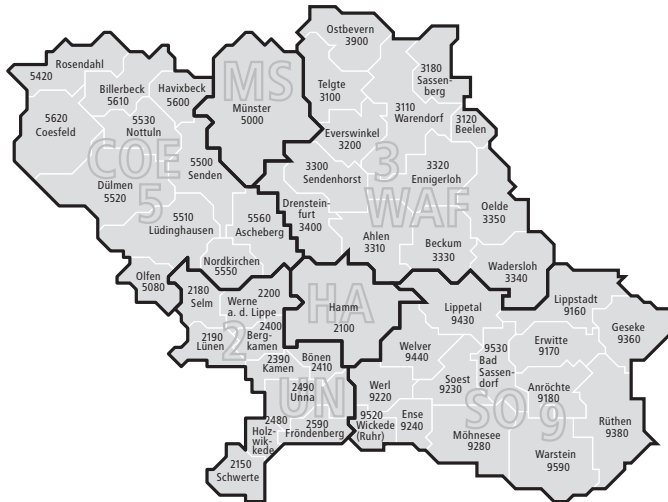 Ostbevern
3900
3180
Sassen-
berg
Rosendahl
5420
Billerbeck
5610
Havixbeck
5600
MS
Münster
5000
Telgte
3100
3110
Warendorf
3120
Beelen
5620
Coesfeld
5530
Nottuln
Everswinkel
3200
COE
5
5500
Senden
3300
Sendenhorst
3
WAF
3320
Ennigerloh
Dülmen
5520
5510
Lüdinghausen
5560
Ascheberg
Drenstein-
furt
3400
Oelde
3350
Ahlen
3310
Beckum
3330
Nordkirchen
5550
Wadersloh
3340
Olfen
5080
2180
Selm
2200
Werne
a. d. Lippe
HA
Hamm
2100
Lippetal
9430
Lippstadt
9160
Geseke
9360
2190
Lünen
2
2400
Berg-
kamen
Welver
9440
9530
Bad
Sassen-
dorf
Erwitte
9170
2390
Kamen
Bönen
2410
Soest
9230
Anröchte
9180
2490
Unna
UN
Werl
9220
SO 9
Rüthen
9380
2480
Holz-
wik-
kede
2590
Fröndenberg
9520
Wickede
(Ruhr)
Ense
9240
Möhnesee
9280
Warstein
9590
2150
Schwerte